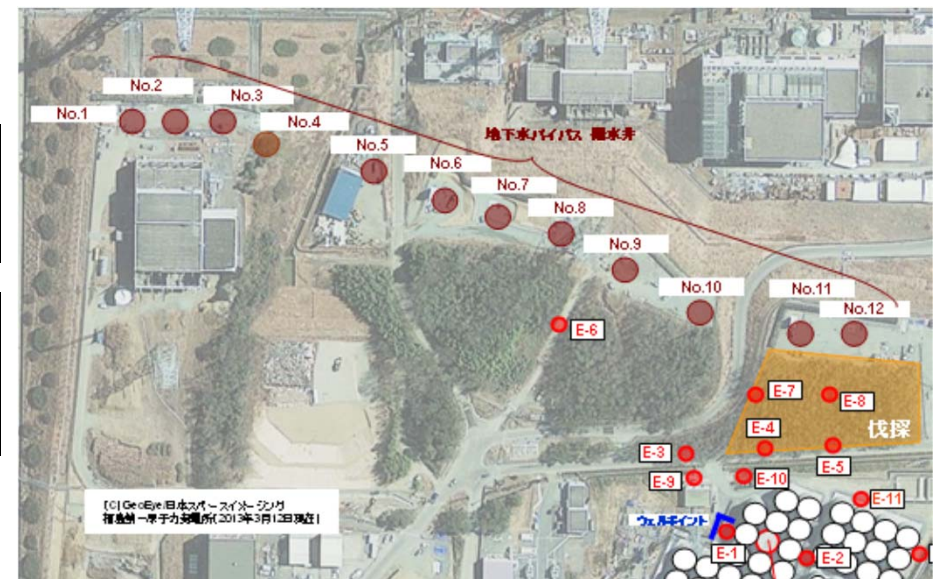 No.1
No.2
No.3
No.4
No.5
No.6
No.7
No.8
No.9
No.10
No.11
No.12
地下水バイパス 揚水井
E-6
E-7
E-8
E-4
伐採
E-3
E-5
E-9
E-10
E-11
ウェルポイント
E-1
E-2
(C)GeoEye/日本スペースイメージング
福島第一原子力発電所(2013年3月12日現在)